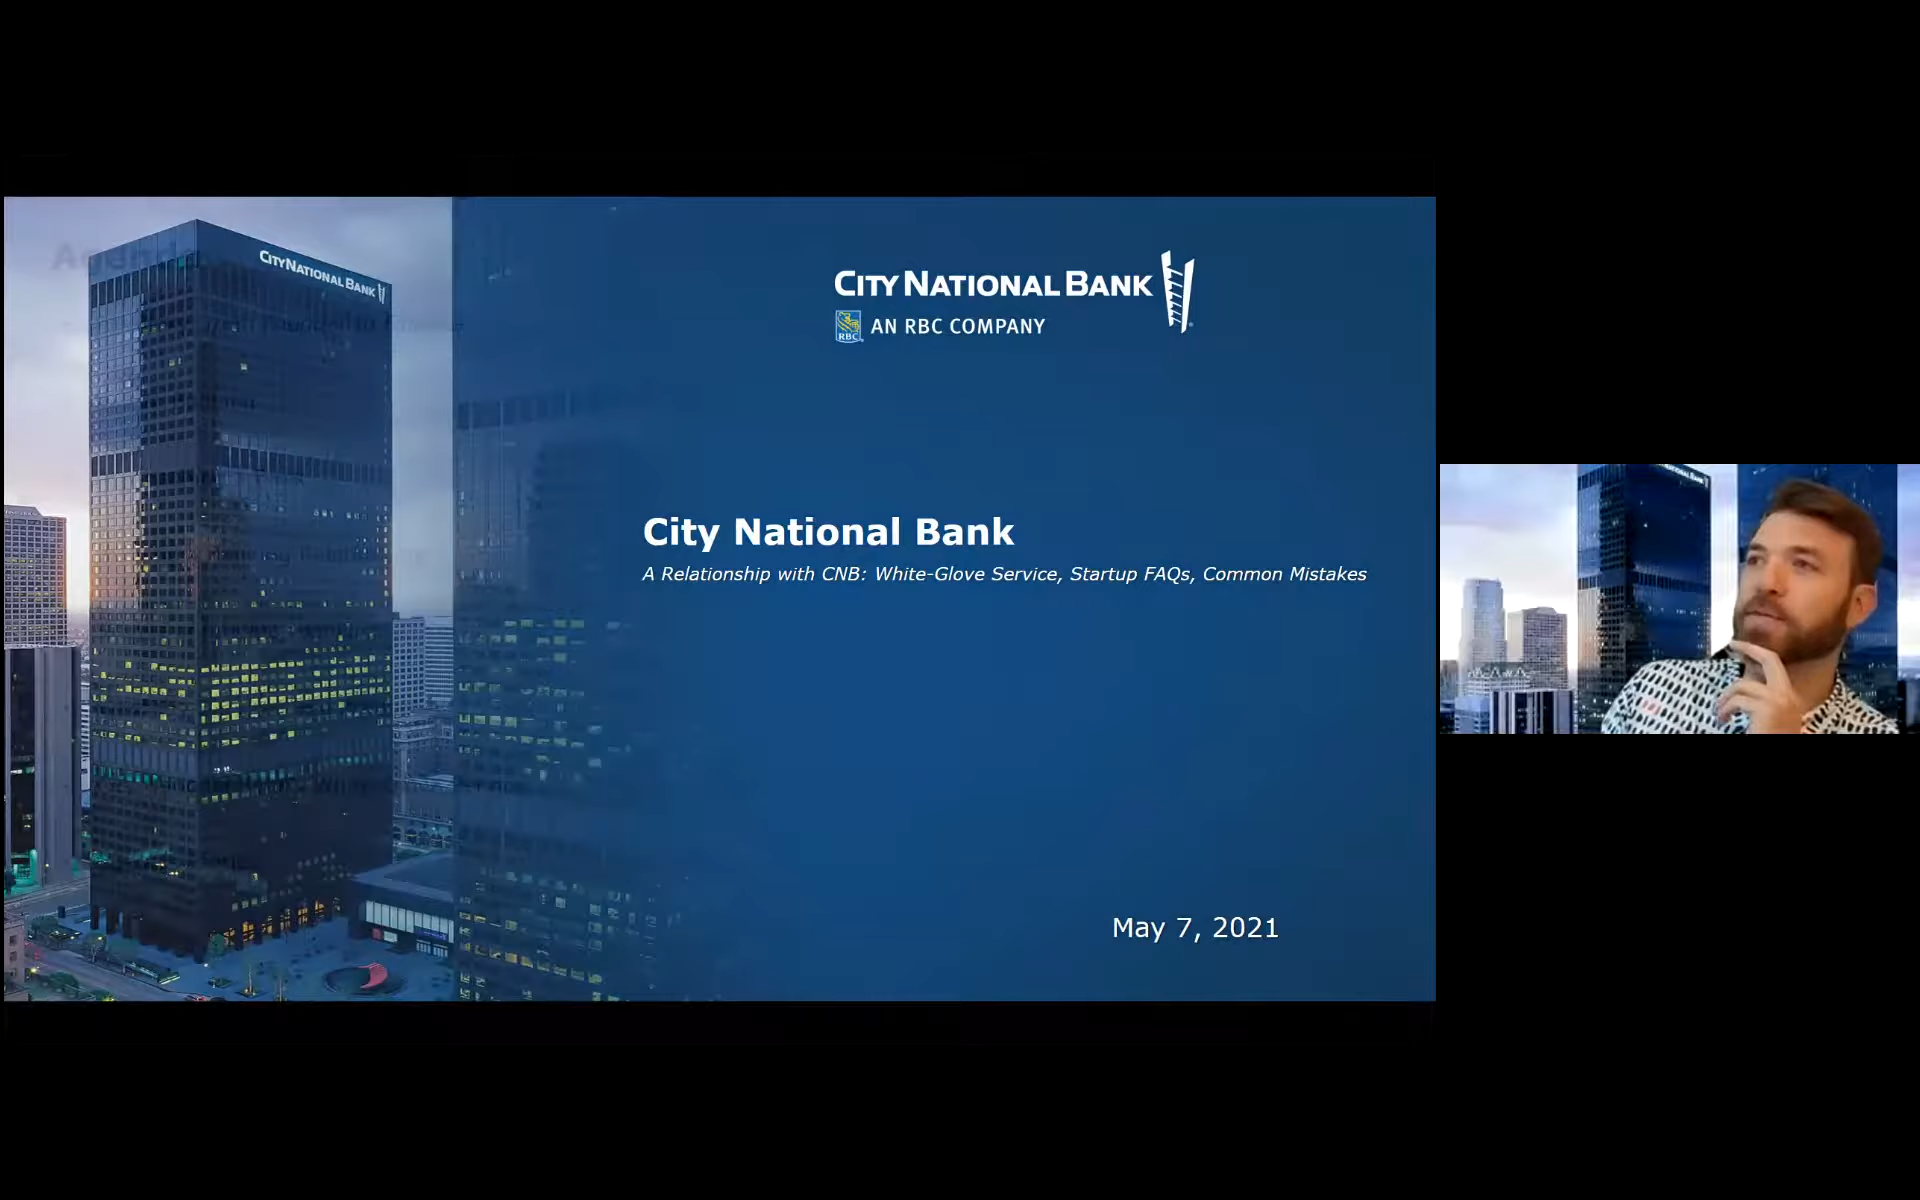 CITY NATIONAL BANK
CITY NATIONAL BANK
RBC
AN RBC COMPANY
City National Bank
A Relationship with CNB: White-Glove Service, Startup FAQs, Common Mistakes
May 7, 2021